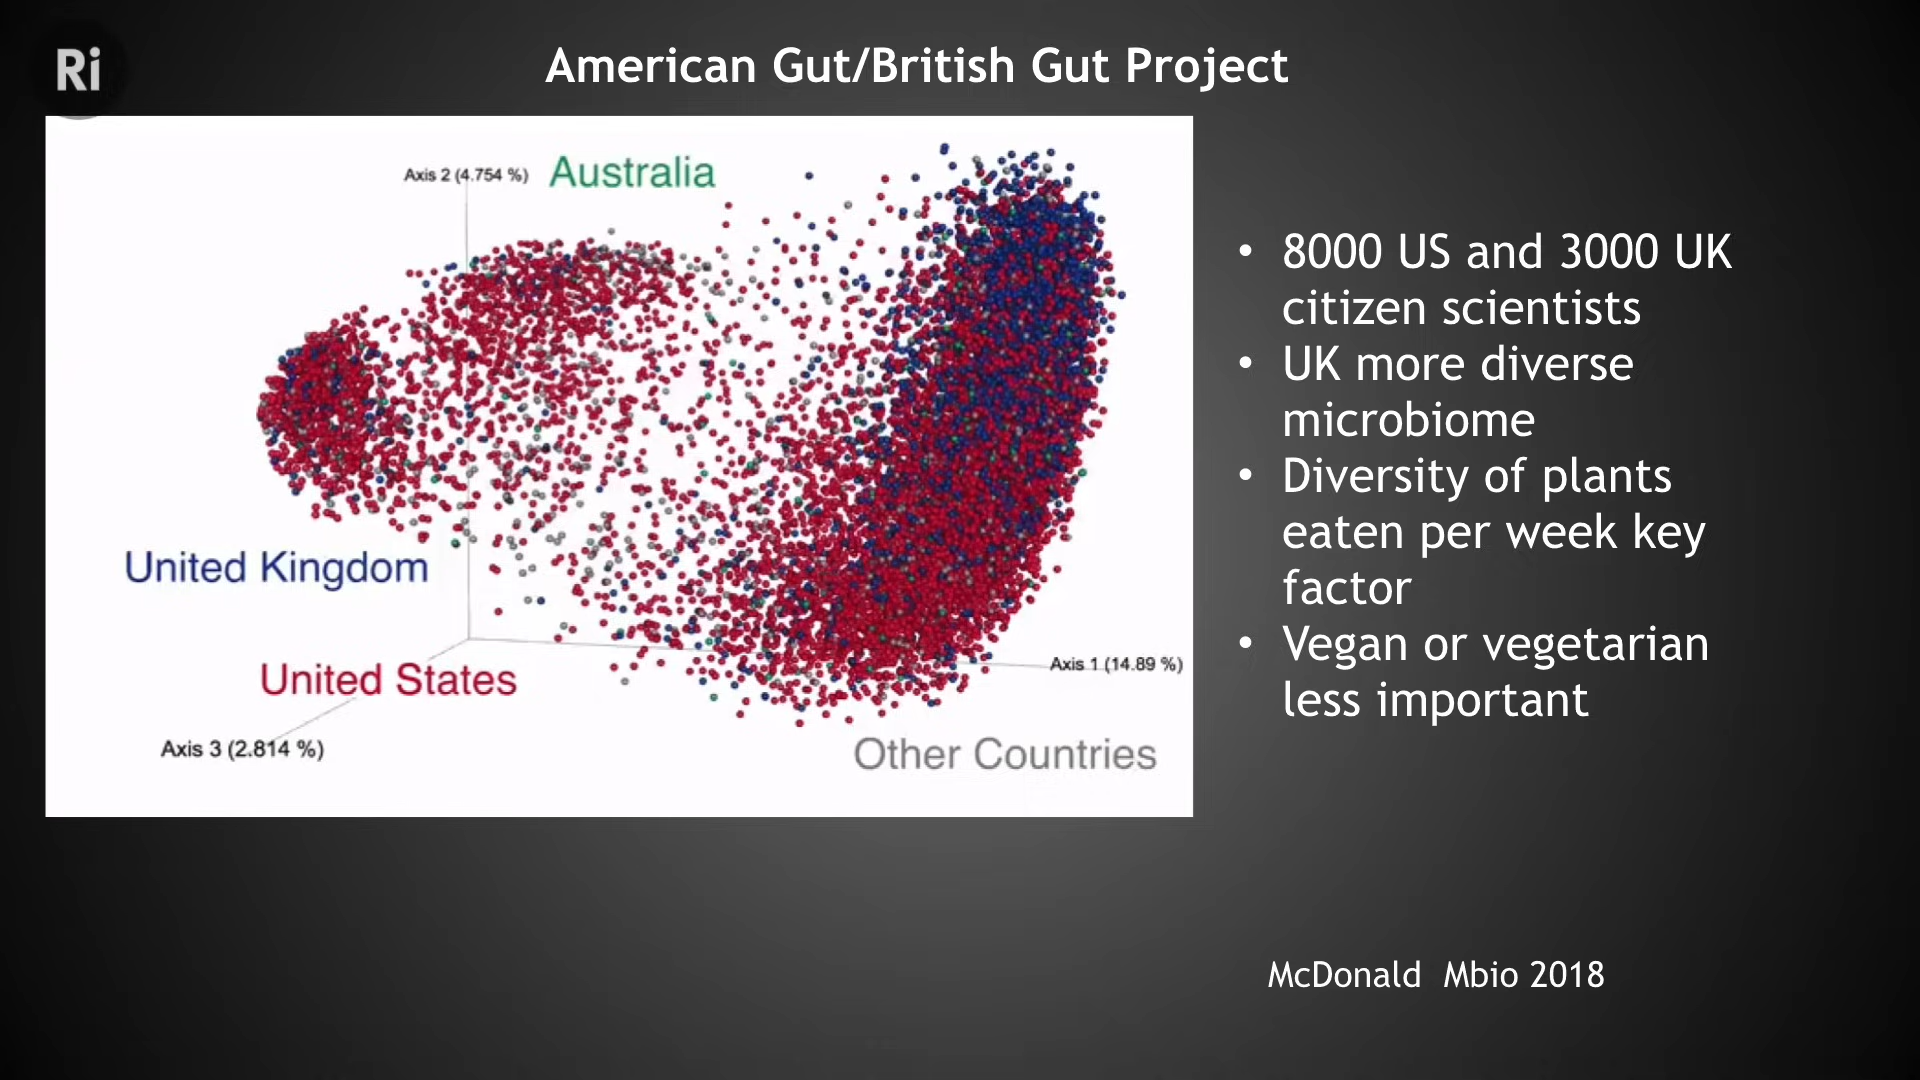 Ri
American Gut/British Gut Project
Axis 2 (4.754 %)
Australia
United Kingdom
United States
Axis 1 (14.89 %)
Axis 3 (2.814 %)
Other Countries
• 8000 US and 3000 UK
citizen scientists
• UK more diverse
microbiome
• Diversity of plants
eaten per week key
factor
• Vegan or vegetarian
less important
McDonald Mbio 2018